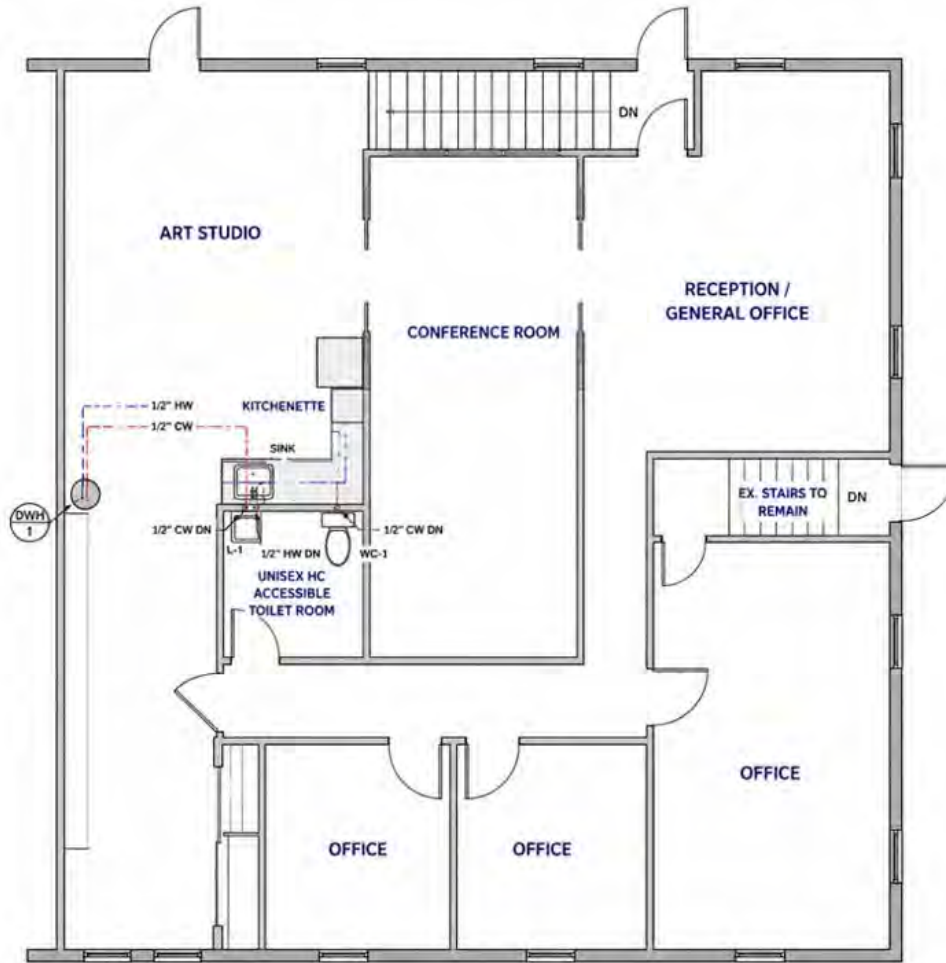 DN
ART STUDIO
RECEPTION /
GENERAL OFFICE
CONFERENCE ROOM
1/2" HW
KITCHENETTE
1/2" CW
SINK
DWH
1
EX. STAIRS TO
REMAIN
DN
1/2" CW DN
1/2" CW DN
L-1
1/2" HW DN
WC-1
UNISEX HC
ACCESSIBLE
TOILET ROOM
OFFICE
OFFICE
OFFICE